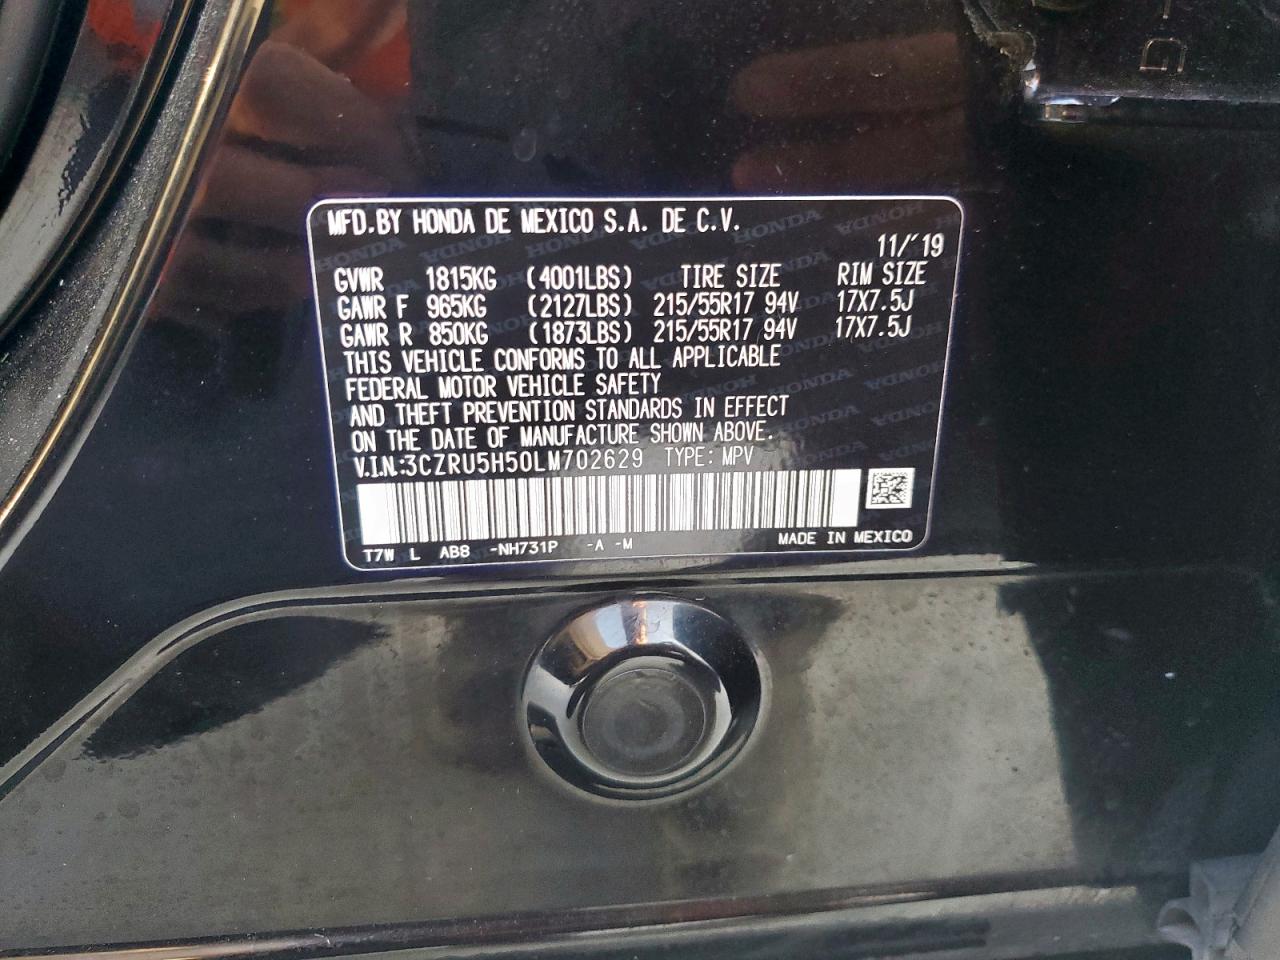 MFD.BY HONDA DE MEXICO S.A. DE C.V.
11/'19
GVWR 1815KG (4001LBS) TIRE SIZE RIM SIZE
GAWR F 965KG (2127LBS) 215/55R17 94V 17X7.5J
GAWR R 850KG (1873LBS) 215/55R17 94V 17X7.5J
THIS VEHICLE CONFORMS TO ALL APPLICABLE
FEDERAL MOTOR VEHICLE SAFETY
AND THEFT PREVENTION STANDARDS IN EFFECT
ON THE DATE OF MANUFACTURE SHOWN ABOVE.
V.I.N.:3CZRU5H50LM702629 TYPE: MPV
T7W L AB8 -NH731P -A -M MADE IN MEXICO